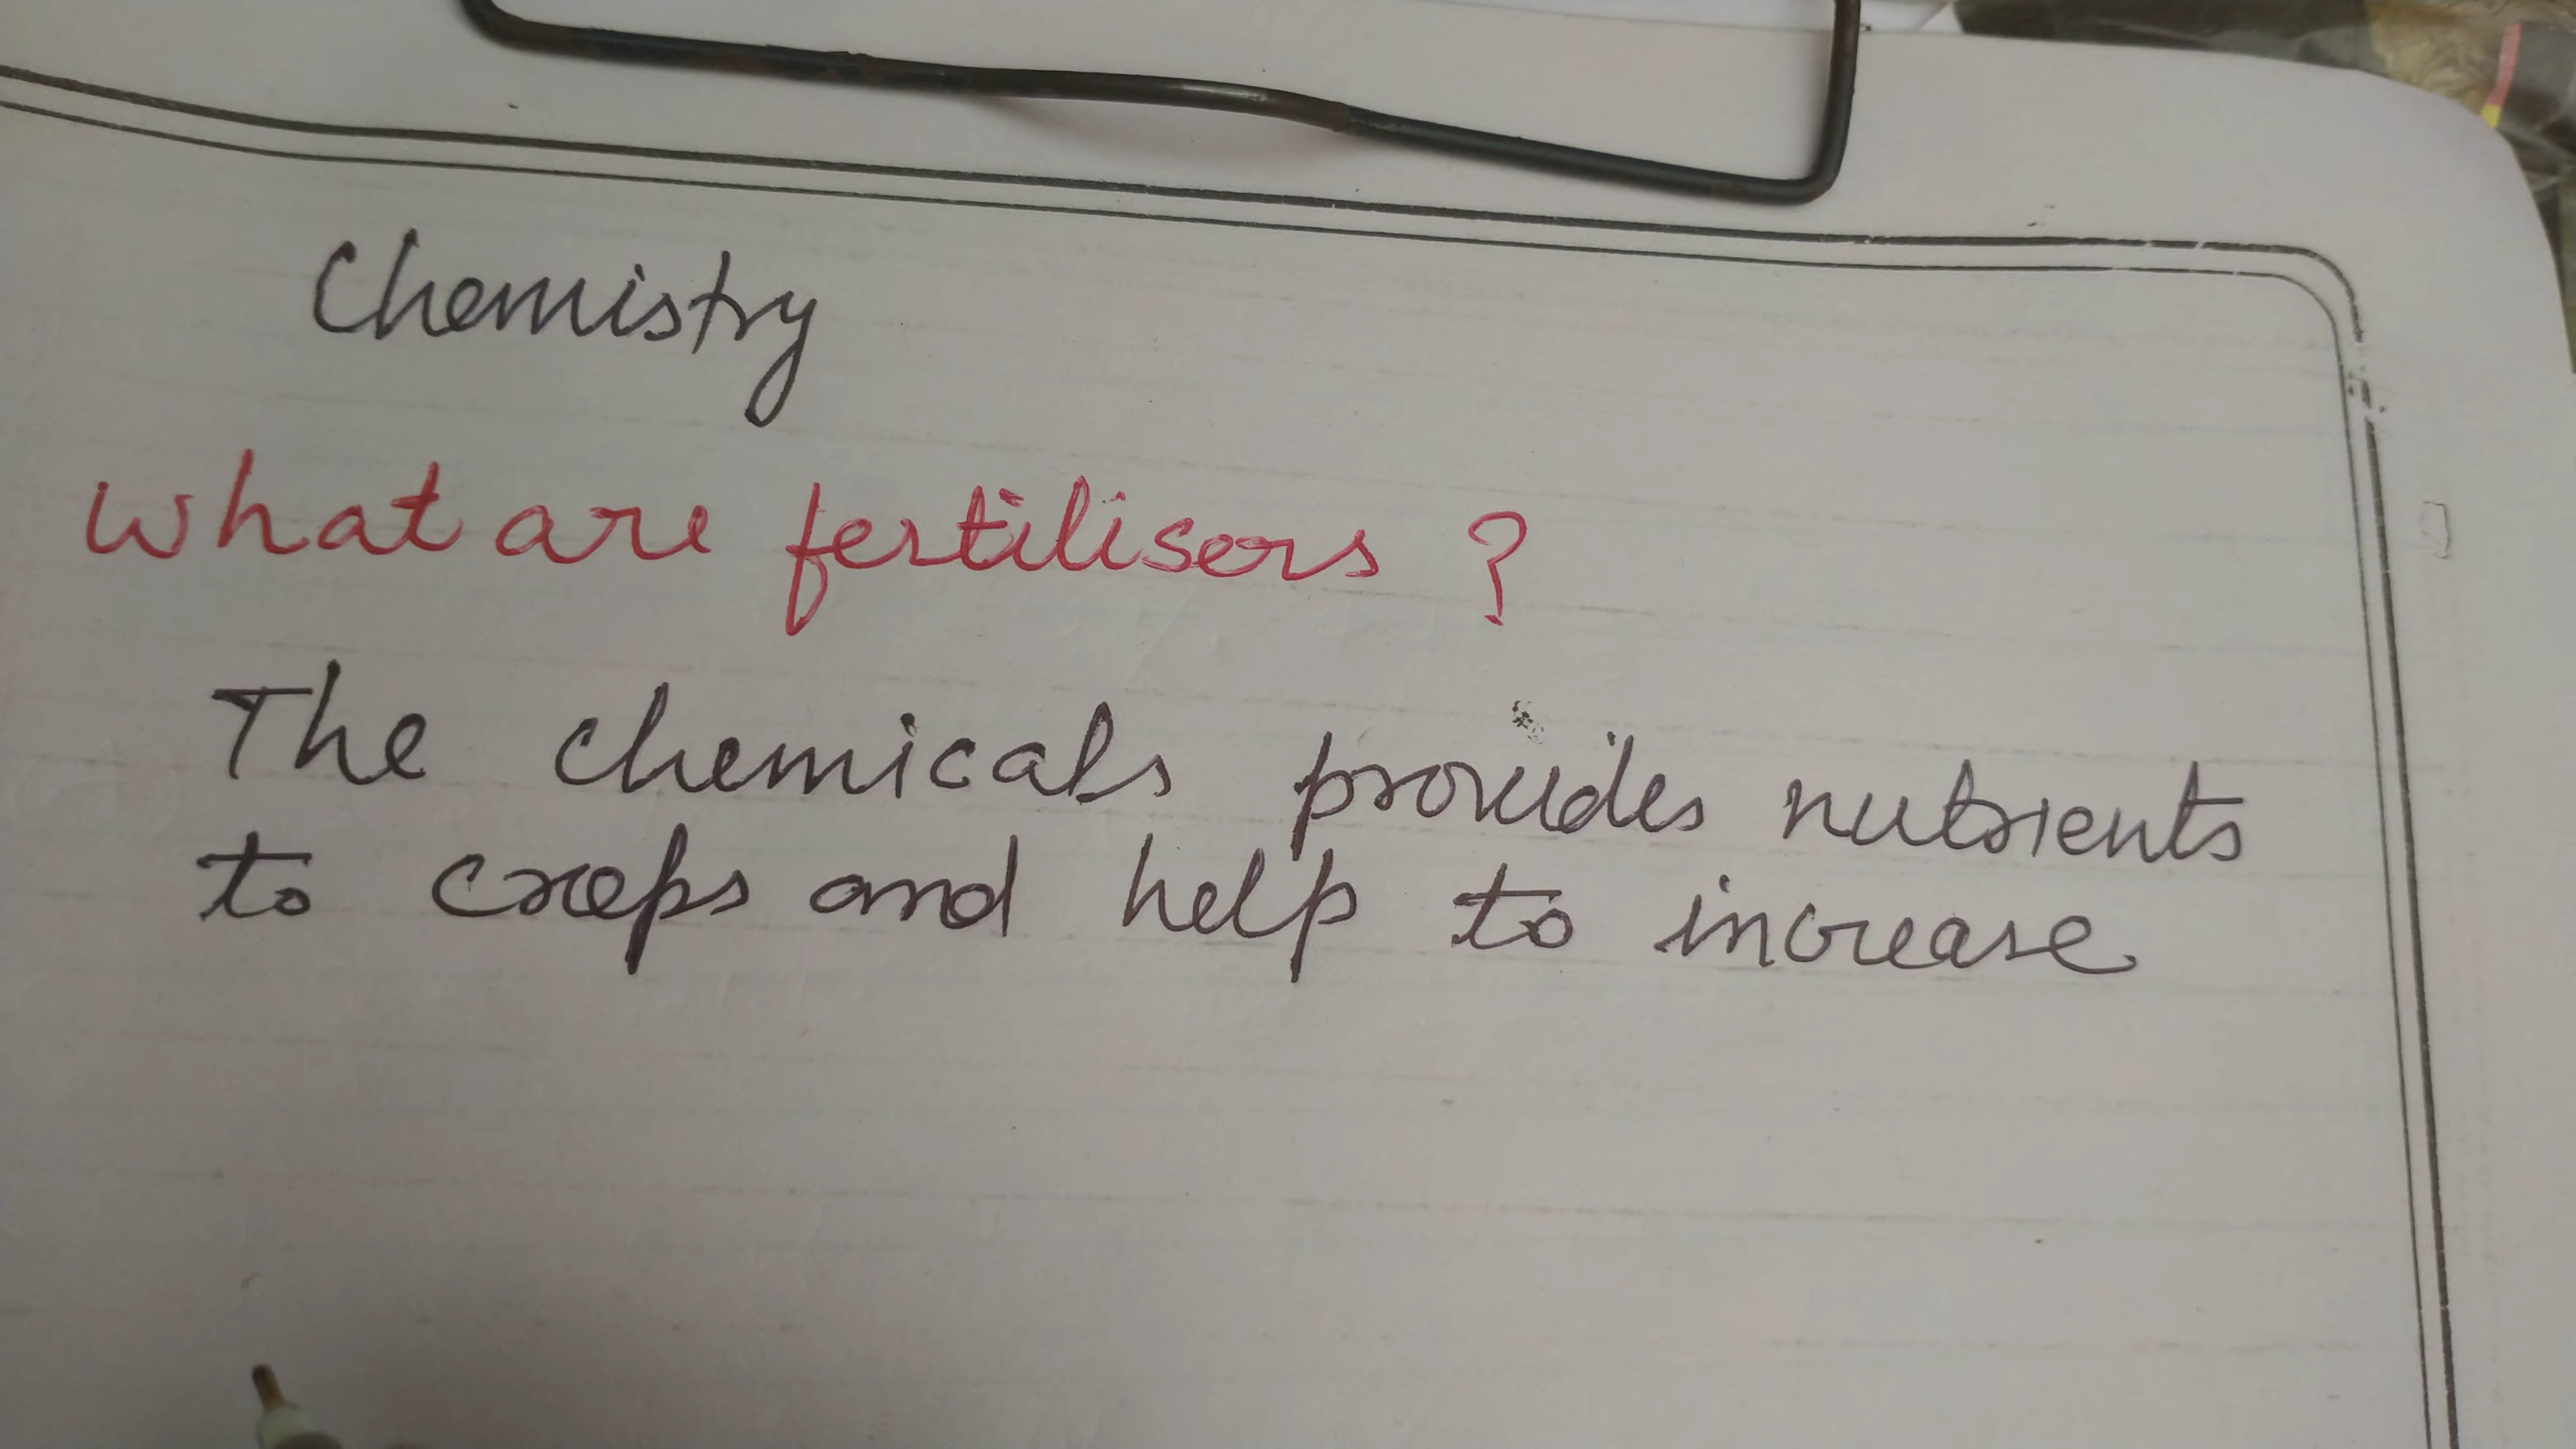 Chemistry
What are fertilisers ?
The chemicals provides nutrients
to crops and help to increase